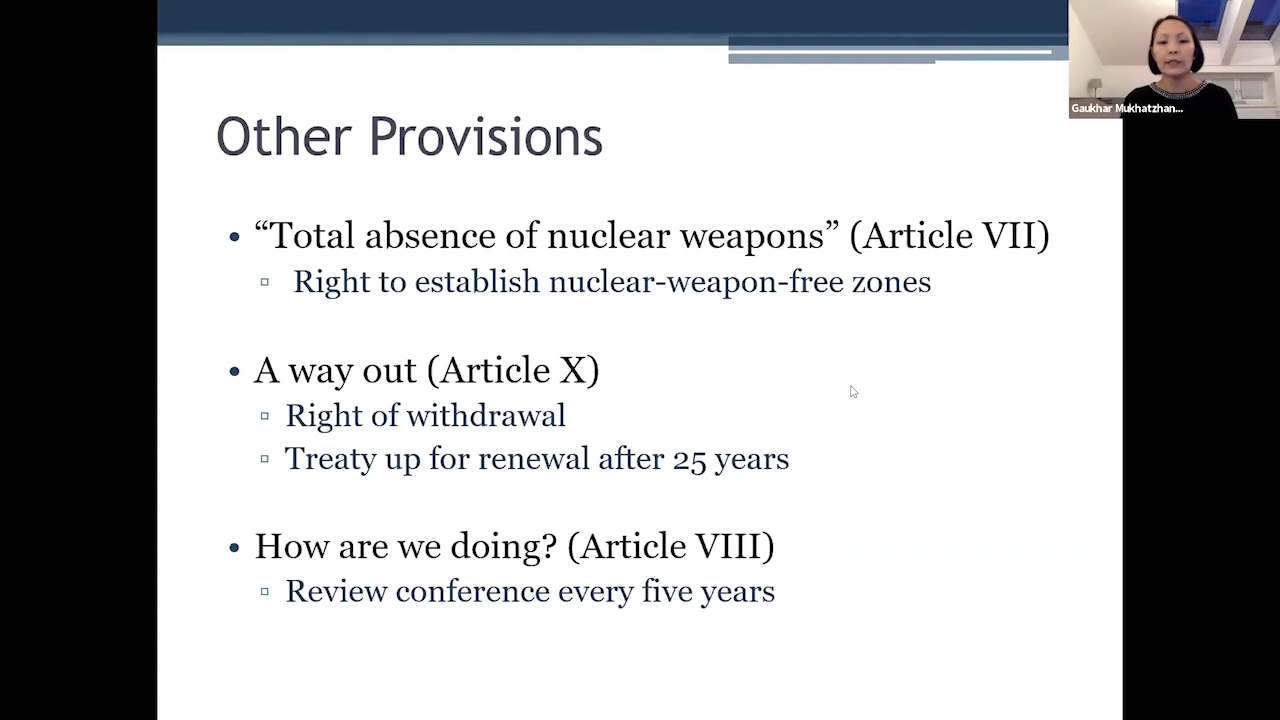 Gaukhar Mukhatzhan...
Other Provisions
• “Total absence of nuclear weapons” (Article VII)
▫ Right to establish nuclear-weapon-free zones
• A way out (Article X)
▫ Right of withdrawal
▫ Treaty up for renewal after 25 years
• How are we doing? (Article VIII)
▫ Review conference every five years